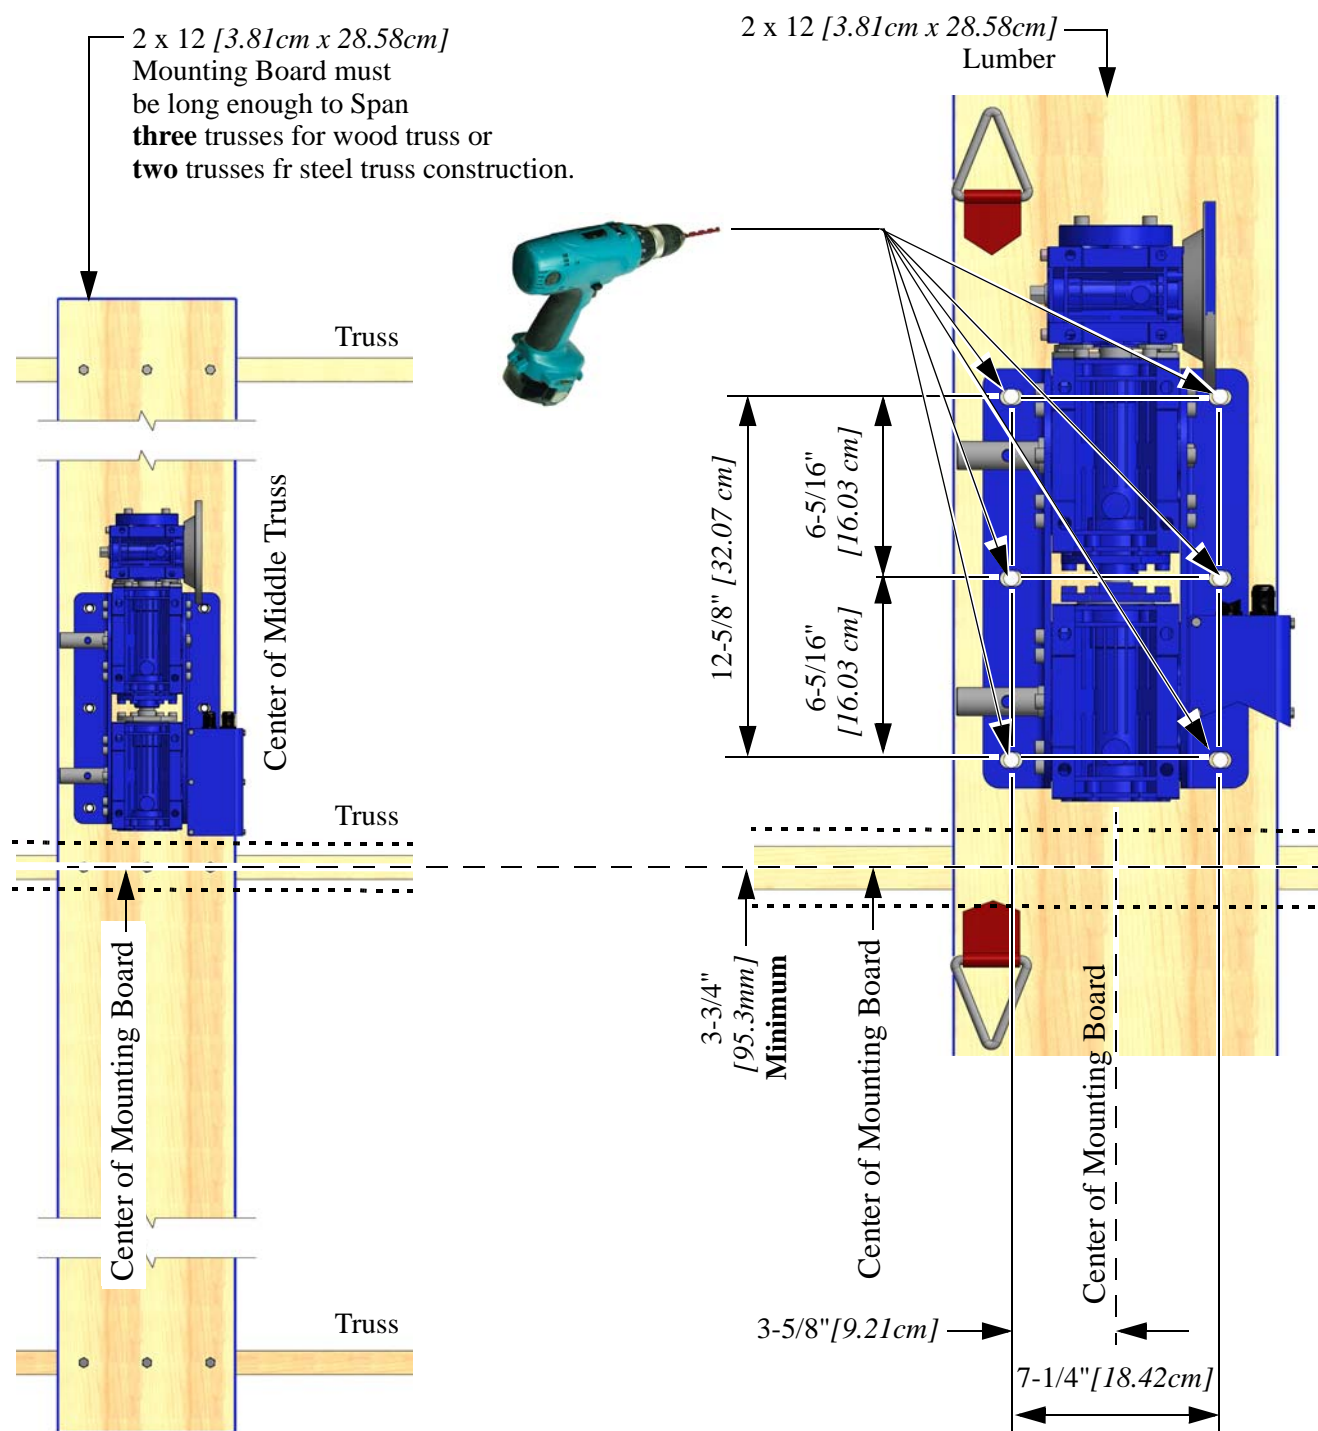 2 x 12 [3.81cm x 28.58cm]
Mounting Board must
be long enough to Span
three trusses for wood truss or
two trusses fr steel truss construction.
2 x 12 [3.81cm x 28.58cm]
Lumber
Truss
Center of Middle Truss
Truss
Center of Mounting Board
Truss
12-5/8" [32.07 cm]
6-5/16"
[16.03 cm]
6-5/16"
[16.03 cm]
3-3/4"
[95.3mm]
Minimum
Center of Mounting Board
Center of Mounting Board
3-5/8"[9.21cm]
7-1/4"[18.42cm]